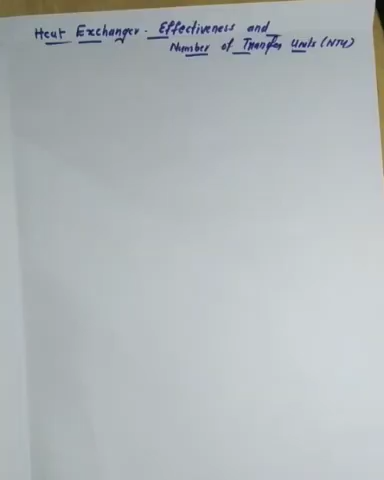 Heat Exchanger - Effectiveness and
Number of Transfer Units (NTU)